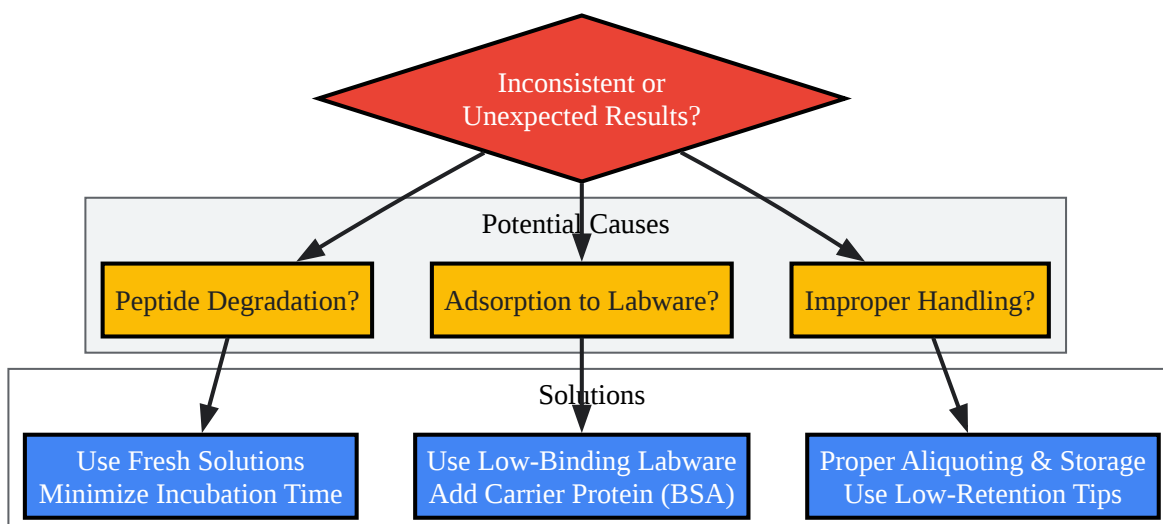 Inconsistent or
Unexpected Results?
Potential Causes
Peptide Degradation?
Adsorption to Labware?
Improper Handling?
Solutions
Use Fresh Solutions
Minimize Incubation Time
Use Low-Binding Labware
Add Carrier Protein (BSA)
Proper Aliquoting & Storage
Use Low-Retention Tips